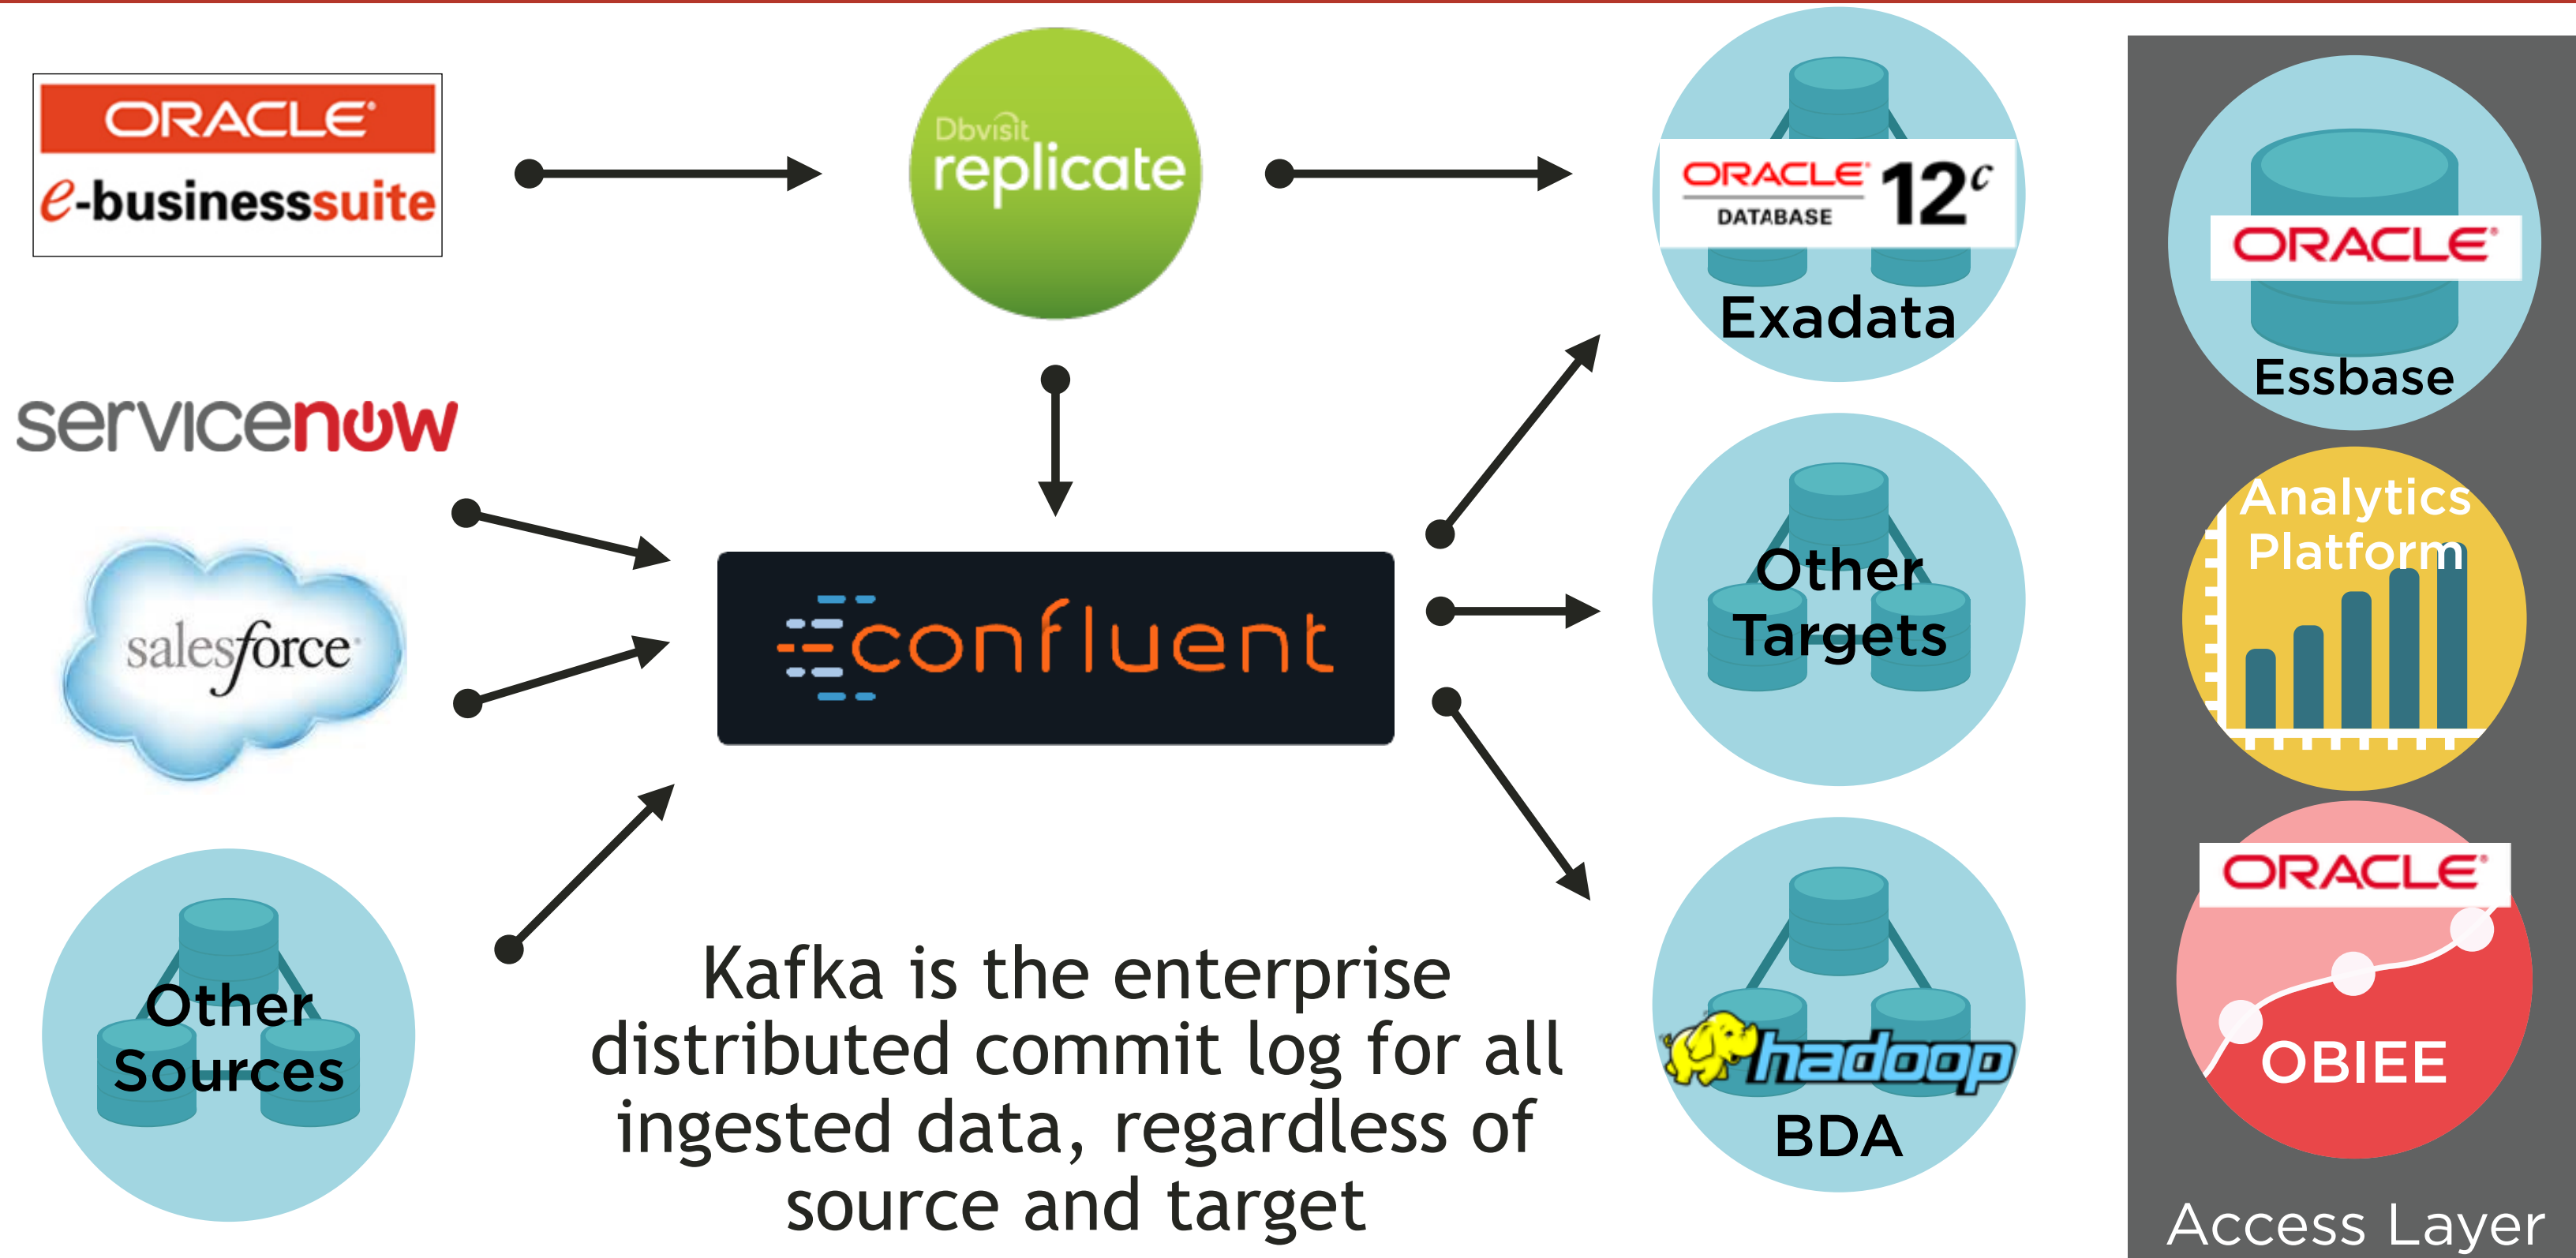 ORACLE
e-businesssuite
Dbvisit
replicate
ORACLE
DATABASE
12c
Exadata
ORACLE
Essbase
servicenow
salesforce
confluent
Other
Targets
Analytics
Platform
Other
Sources
Kafka is the enterprise
distributed commit log for all
ingested data, regardless of
source and target
hadoop
BDA
ORACLE
OBIEE
Access Layer